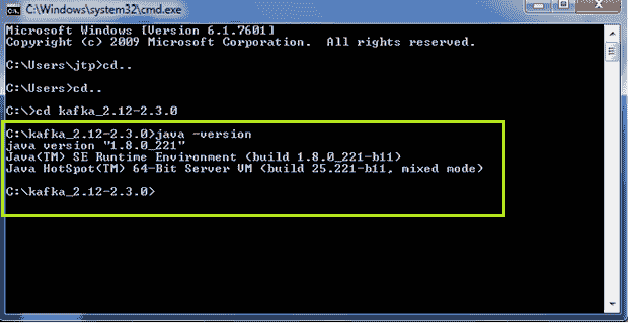 C:\Windows\system32\cmd.exe
Microsoft Windows [Version 6.1.7601]
Copyright (c) 2009 Microsoft Corporation.  All rights reserved.
C:\Users\jtp>cd..
C:\Users>cd..
C:\>cd kafka_2.12-2.3.0
C:\kafka_2.12-2.3.0>java -version
java version "1.8.0_221"
Java(TM) SE Runtime Environment (build 1.8.0_221-b11)
Java HotSpot(TM) 64-Bit Server VM (build 25.221-b11, mixed mode)
C:\kafka_2.12-2.3.0>